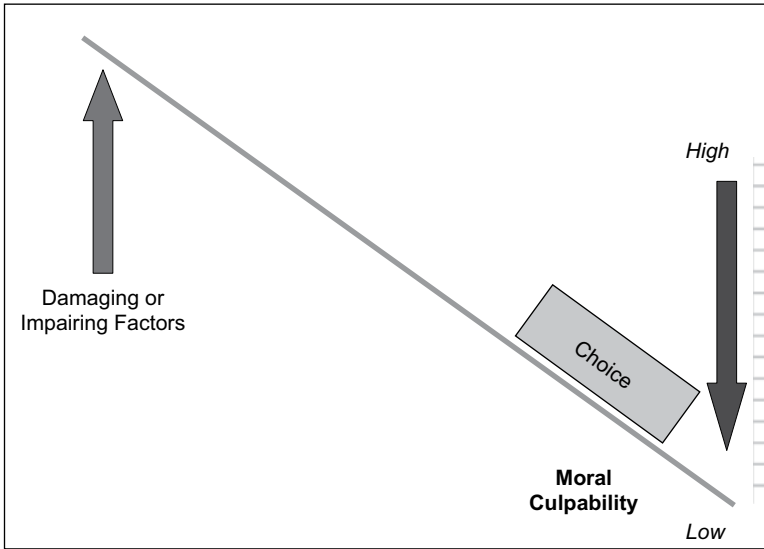 High
Damaging or
Impairing Factors
Choice
Moral
Culpability
Low